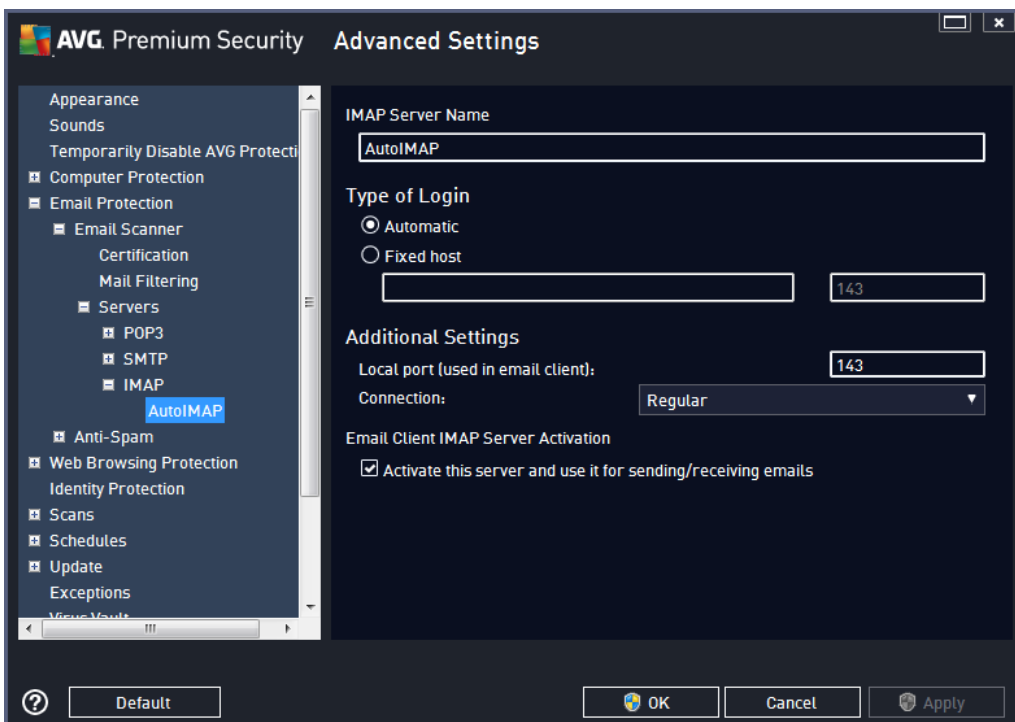 AVG. Premium Security Advanced Settings
Appearance
Sounds
Temporarily Disable AVG Protecti
Computer Protection
Email Protection
Email Scanner
Certification
Mail Filtering
Servers
POP3
SMTP
IMAP
AutoIMAP
Anti-Spam
Web Browsing Protection
Identity Protection
Scans
Schedules
Update
Exceptions
Virus Vault
IMAP Server Name
AutoIMAP
Type of Login
Automatic
Fixed host
143
Additional Settings
Local port (used in email client): 143
Connection: Regular
Email Client IMAP Server Activation
Activate this server and use it for sending/receiving emails
? Default OK Cancel Apply